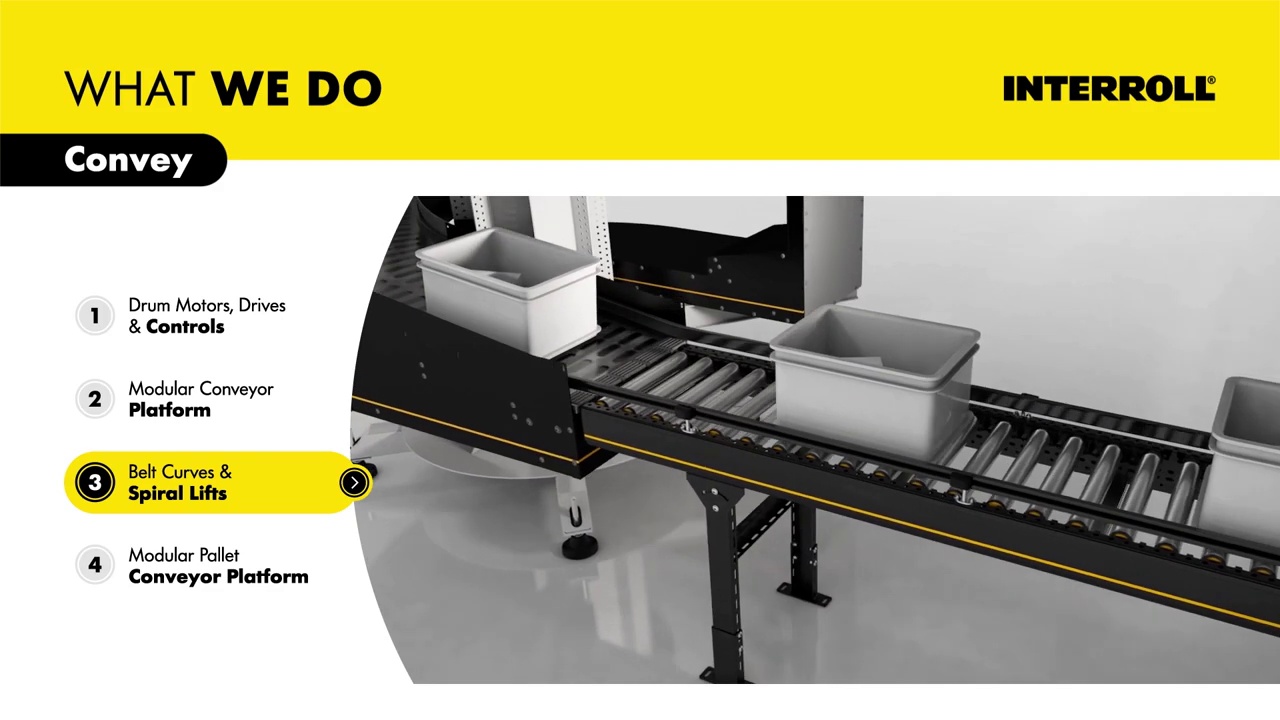 WHAT WE DO
INTERROLL®
Convey
1
Drum Motors, Drives
& Controls
2
Modular Conveyor
Platform
3
Belt Curves &
Spiral Lifts
4
Modular Pallet
Conveyor Platform